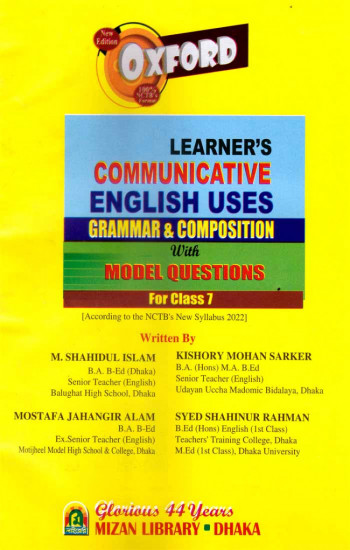 New
Edition
OXFORD
100%
NCTB's
Format
LEARNER'S
COMMUNICATIVE
ENGLISH USES
GRAMMAR & COMPOSITION
With
MODEL QUESTIONS
For Class 7
[According to the NCTB's New Syllabus 2022]
Written By
M. SHAHIDUL ISLAM
B.A. B-Ed (Dhaka)
Senior Teacher (English)
Balughat High School, Dhaka
KISHORY MOHAN SARKER
B.A. (Hons) M.A. B.Ed
Senior Teacher (English)
Udayan Uccha Madomic Bidalaya, Dhaka
MOSTAFA JAHANGIR ALAM
B.A. B-Ed
Ex.Senior Teacher (English)
Motijheel Model High School & College, Dhaka
SYED SHAHINUR RAHMAN
B.Ed (Hons) English (1st Class)
Teachers' Training College, Dhaka
M.Ed (1st Class), Dhaka University
Glorious 44 Years
MIZAN LIBRARY ▪ DHAKA